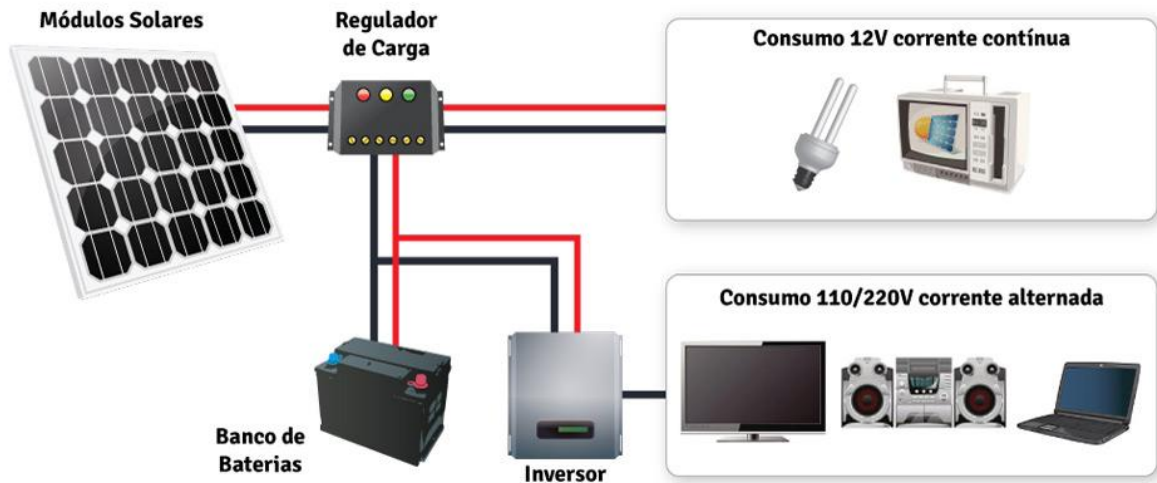 Módulos Solares
Regulador
de Carga
Consumo 12V corrente contínua
Consumo 110/220V corrente alternada
Banco de
Baterias
Inversor